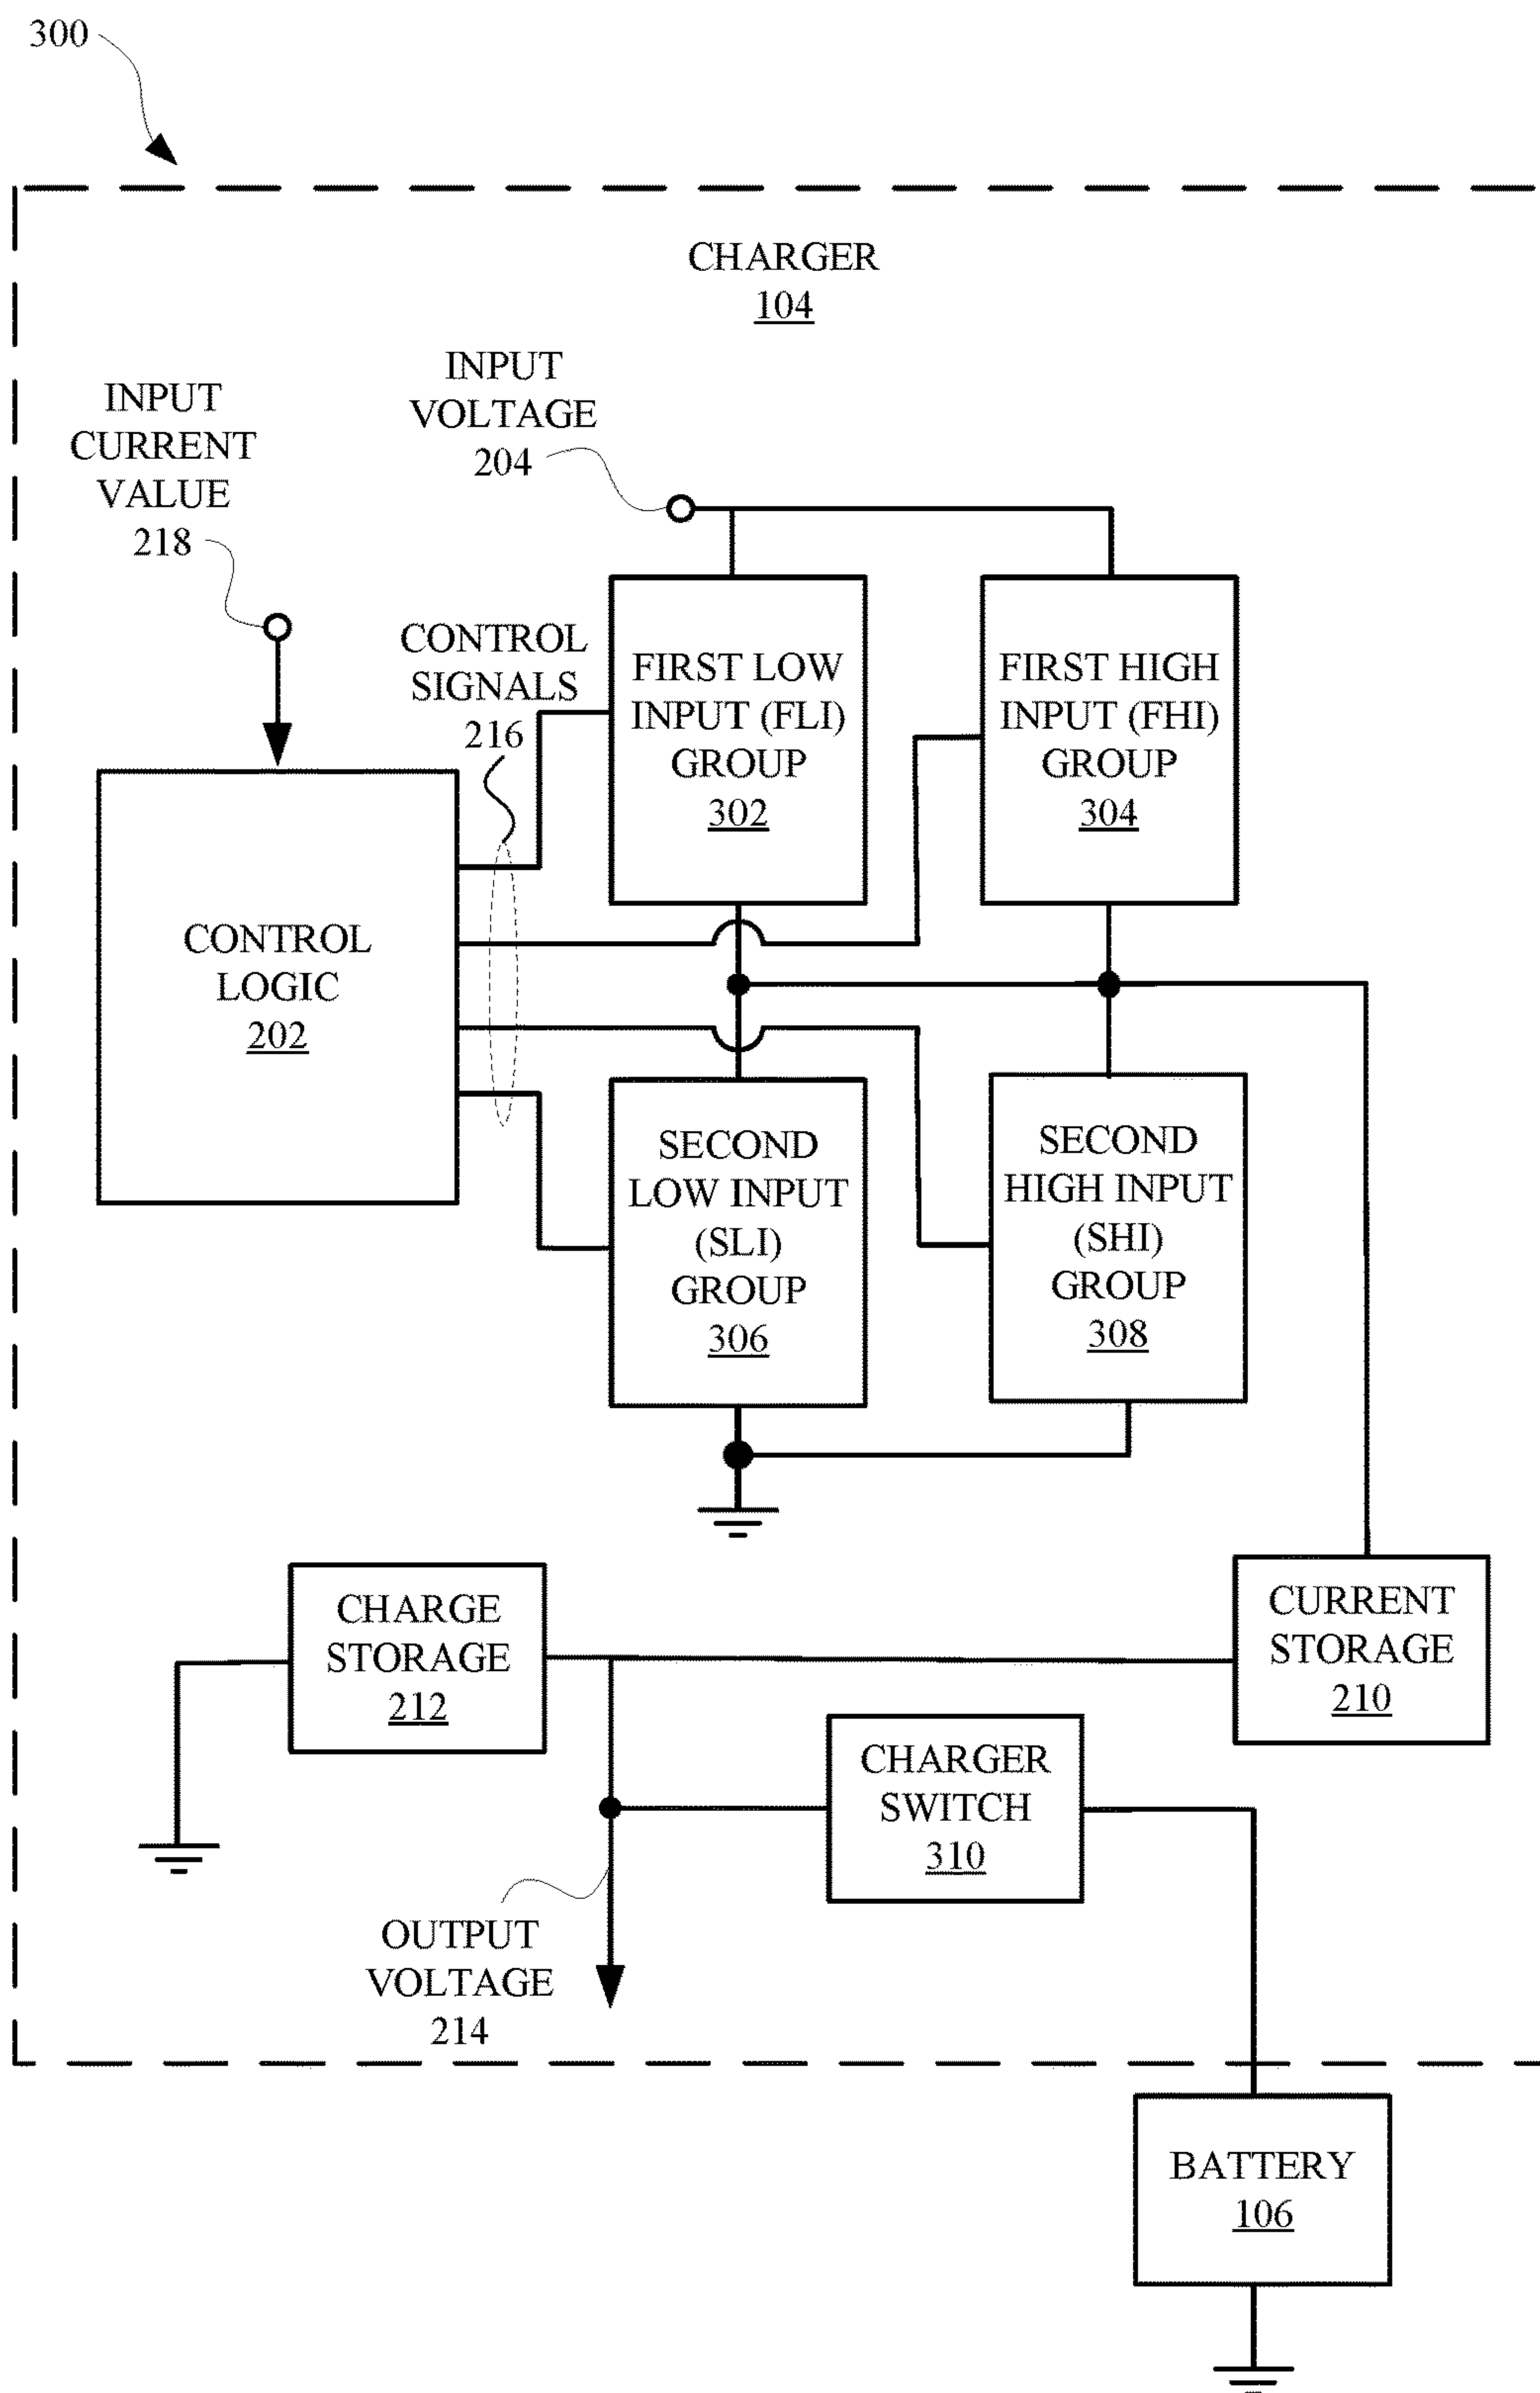 300
CHARGER
104
INPUT
VOLTAGE
204
INPUT
CURRENT
VALUE
218
CONTROL
SIGNALS
216
FIRST LOW
INPUT (FLI)
GROUP
302
FIRST HIGH
INPUT (FHI)
GROUP
304
CONTROL
LOGIC
202
SECOND
LOW INPUT
(SLI)
GROUP
306
SECOND
HIGH INPUT
(SHI)
GROUP
308
CHARGE
STORAGE
212
CURRENT
STORAGE
210
CHARGER
SWITCH
310
OUTPUT
VOLTAGE
214
BATTERY
106